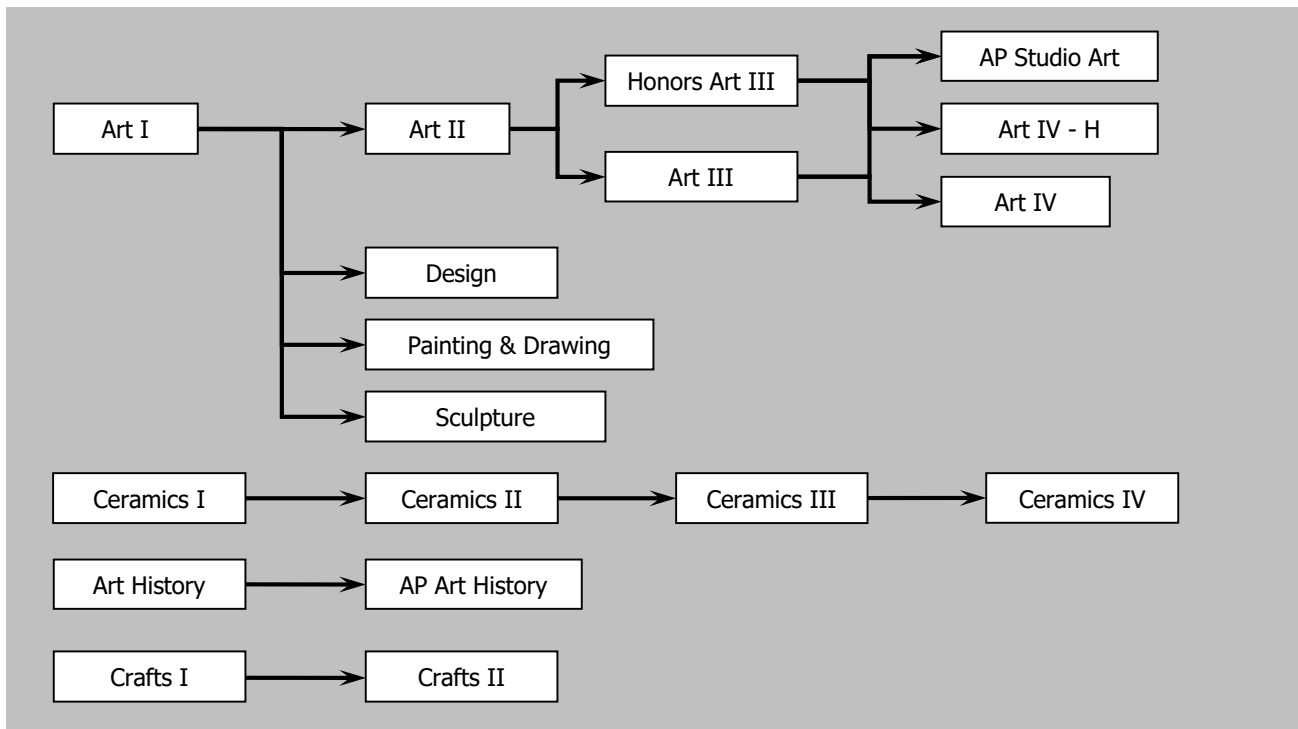 Art I
Art II
Honors Art III
Art III
AP Studio Art
Art IV - H
Art IV
Design
Painting & Drawing
Sculpture
Ceramics I
Ceramics II
Ceramics III
Ceramics IV
Art History
AP Art History
Crafts I
Crafts II